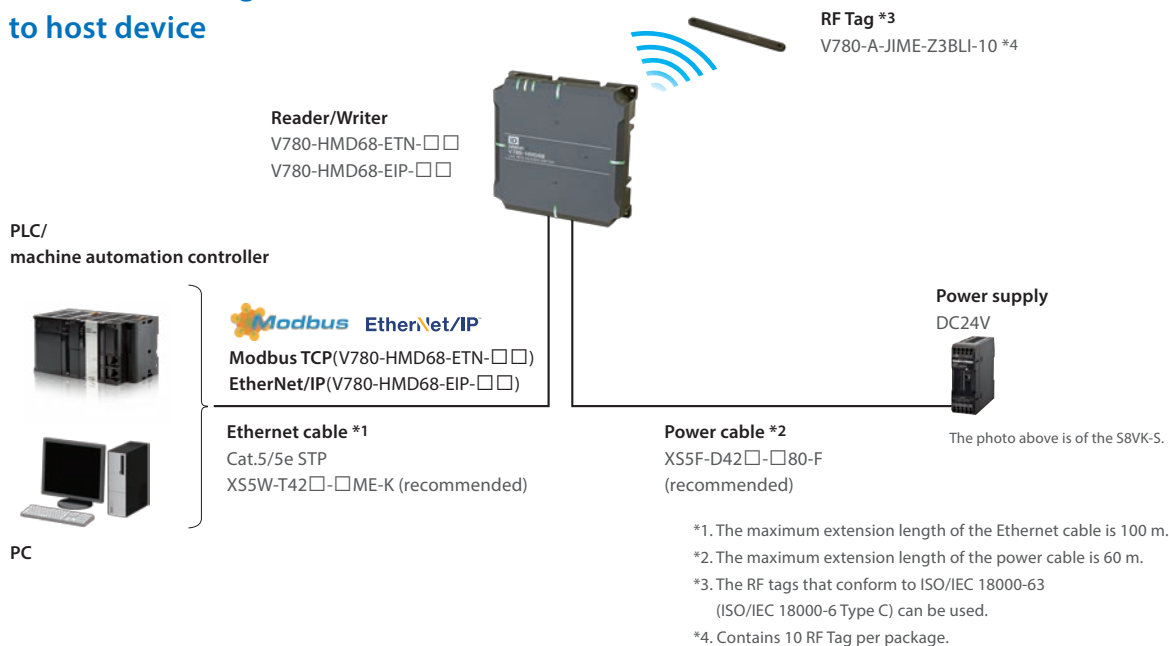 to host device
RF Tag *3
V780-A-JIME-Z3BLI-10 *4
Reader/Writer
V780-HMD68-ETN-□□
V780-HMD68-EIP-□□
PLC/
machine automation controller
Modbus EtherNet/IP
Modbus TCP(V780-HMD68-ETN-□□)
EtherNet/IP(V780-HMD68-EIP-□□)
Ethernet cable *1
Cat.5/5e STP
XS5W-T42□-□ME-K (recommended)
PC
Power supply
DC24V
The photo above is of the S8VK-S.
Power cable *2
XS5F-D42□-□80-F
(recommended)
*1. The maximum extension length of the Ethernet cable is 100 m.
*2. The maximum extension length of the power cable is 60 m.
*3. The RF tags that conform to ISO/IEC 18000-63
(ISO/IEC 18000-6 Type C) can be used.
*4. Contains 10 RF Tag per package.